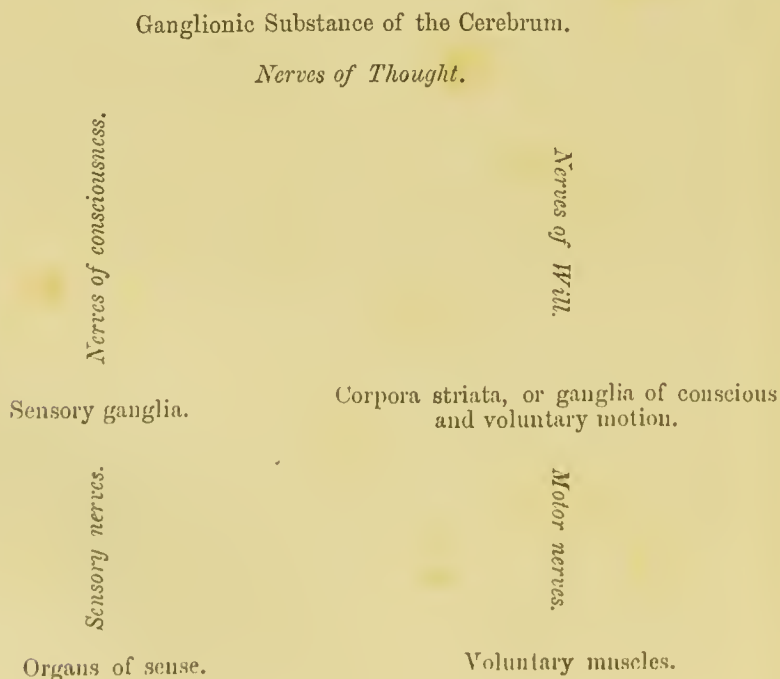 Ganglionic Substance of the Cerebrum.
Nerves of Thought.
Nerves of consciousness.
Nerves of Will.
Sensory ganglia.
Corpora striata, or ganglia of conscious
and voluntary motion.
Sensory nerves.
Motor nerves.
Organs of sense.
Voluntary muscles.